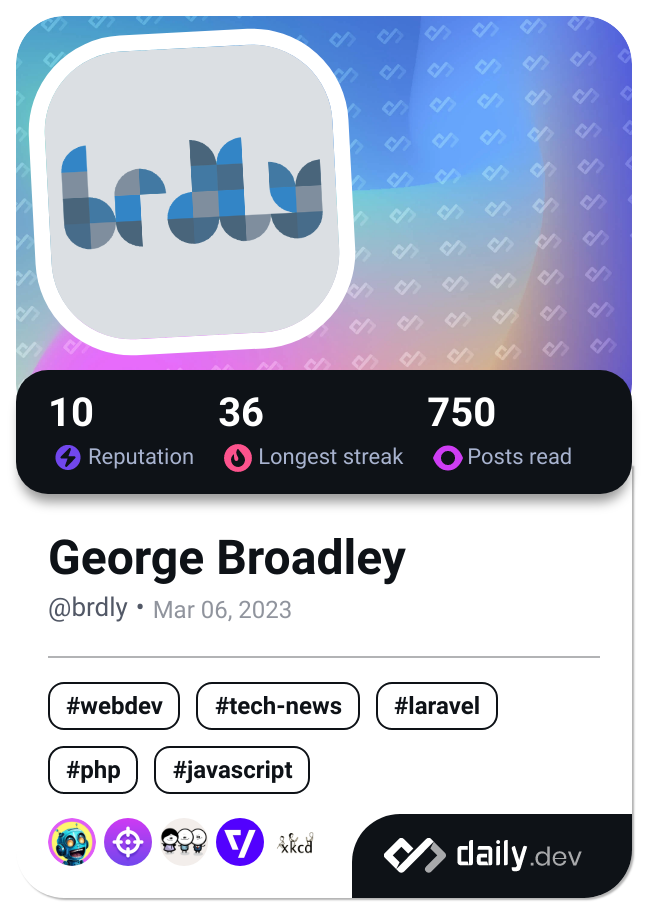 brdly
10 36 750
Reputation Longest streak Posts read
George Broadley
@brdly • Mar 06, 2023
#webdev #tech-news #laravel
#php #javascript
xkcd
daily.dev